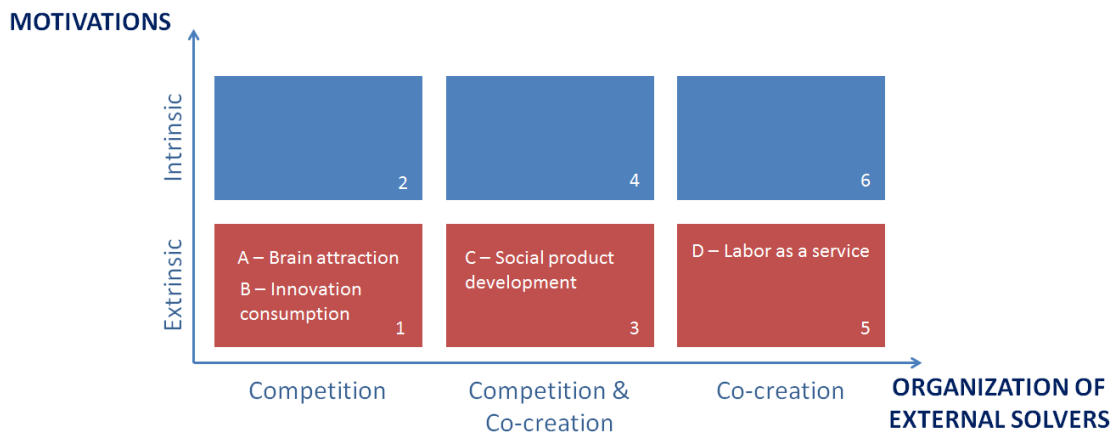 MOTIVATIONS
Intrinsic
2
4
6
Extrinsic
A – Brain attraction
B – Innovation
consumption
1
C – Social product
development
3
D – Labor as a service
5
Competition
Competition &
Co-creation
Co-creation
ORGANIZATION OF
EXTERNAL SOLVERS